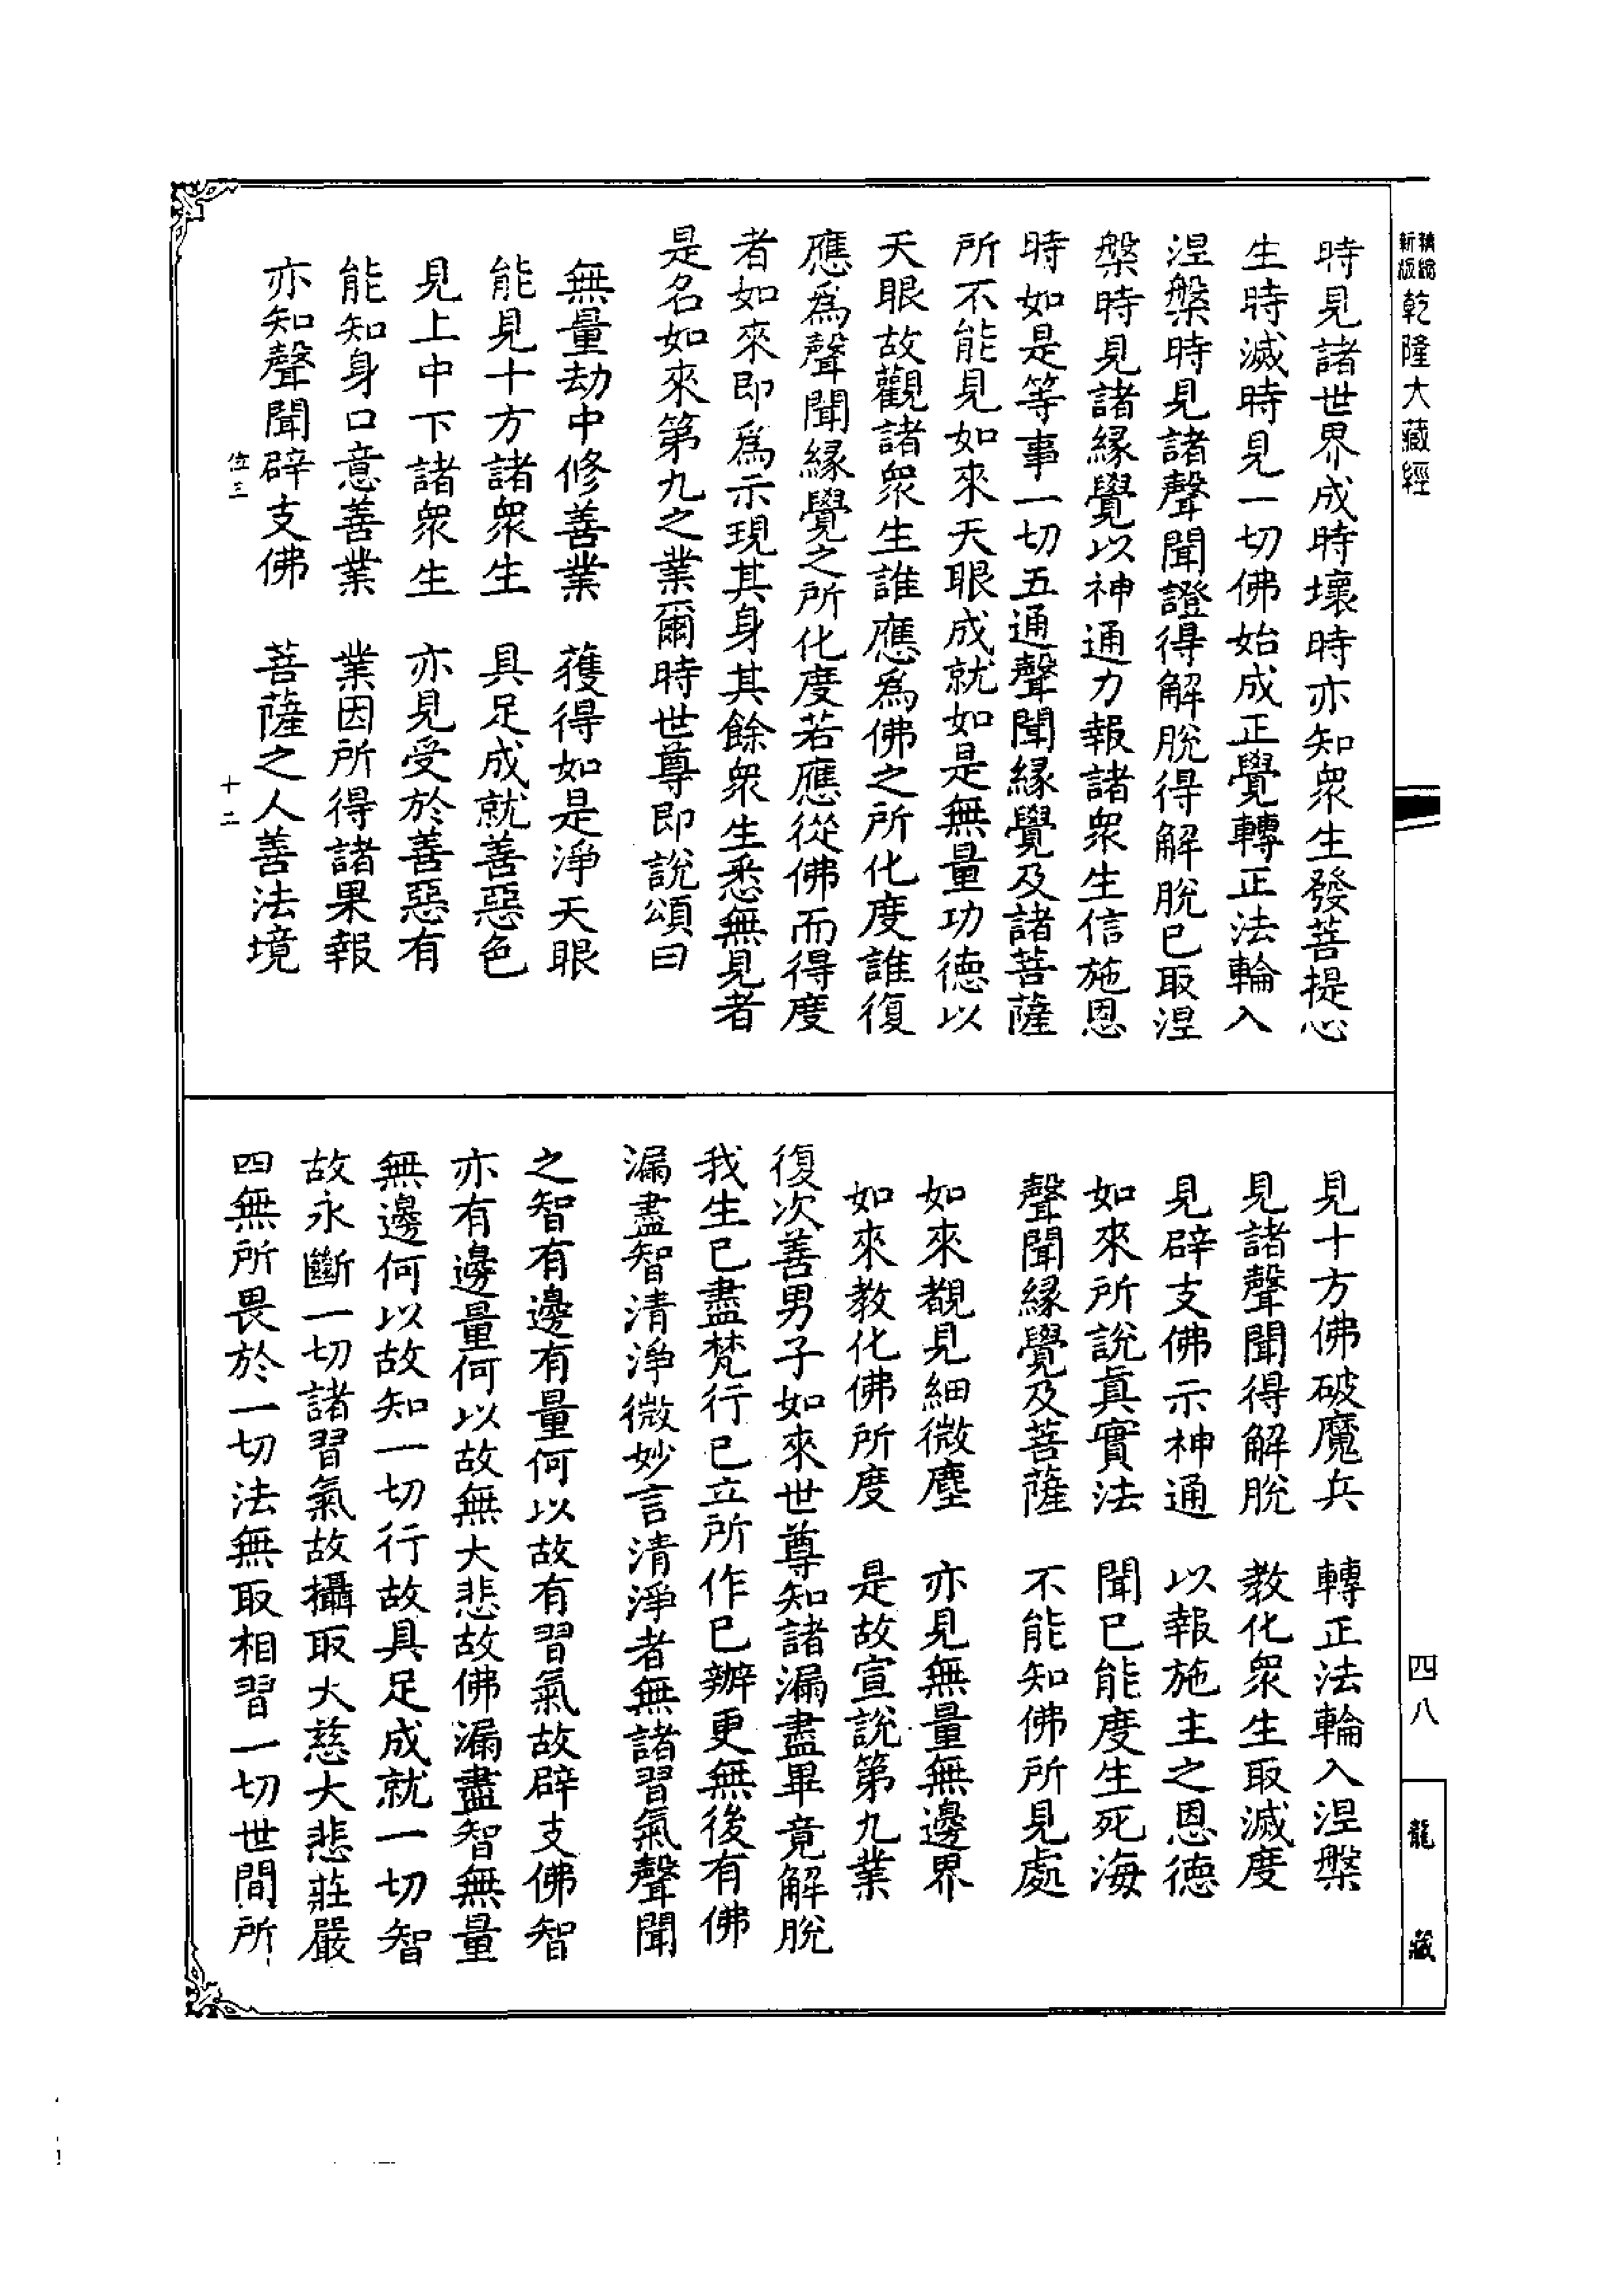 新版
精縮
乾隆大藏經
時見諸世界成時壞時亦知衆生發菩提心
生時滅時見一切佛始成正覺轉正法輪入
涅槃時見諸聲聞證得解脫得解脫已取涅
槃時見諸緣覺以神通力報諸衆生信施恩
時如是等事一切五通聲聞緣覺及諸菩薩
所不能見如來天眼成就如是無量功德以
天眼故觀諸衆生誰應爲佛之所化度誰復
應爲聲聞緣覺之所化度若應從佛而得度
者如來即爲示現其身其餘衆生悉無見者
是名如來第九之業爾時世尊即說頌曰
無量劫中修善業　獲得如是淨天眼
能見十方諸衆生　具足成就善惡色
見上中下諸衆生　亦見受於善惡有
能知身口意善業　業因所得諸果報
亦知聲聞辟支佛　菩薩之人善法境
位三　十二
見十方佛破魔兵　轉正法輪入涅槃
見諸聲聞得解脫　教化衆生取滅度
見辟支佛示神通　以報施主之恩德
如來所說眞實法　聞已能度生死海
聲聞緣覺及菩薩　不能知佛所見處
如來覩見細微塵　亦見無量無邊界
如來教化佛所度　是故宣說第九業
復次善男子如來世尊知諸漏盡畢竟解脫
我生已盡梵行已立所作已辦更無後有佛
漏盡智清淨微妙言清淨者無諸習氣聲聞
之智有邊有量何以故有習氣故辟支佛智
亦有邊量何以故無大悲故佛漏盡智無量
無邊何以故知一切行故具足成就一切智
故永斷一切諸習氣故攝取大慈大悲莊嚴
四無所畏於一切法無取相習一切世間所
四八
龍藏